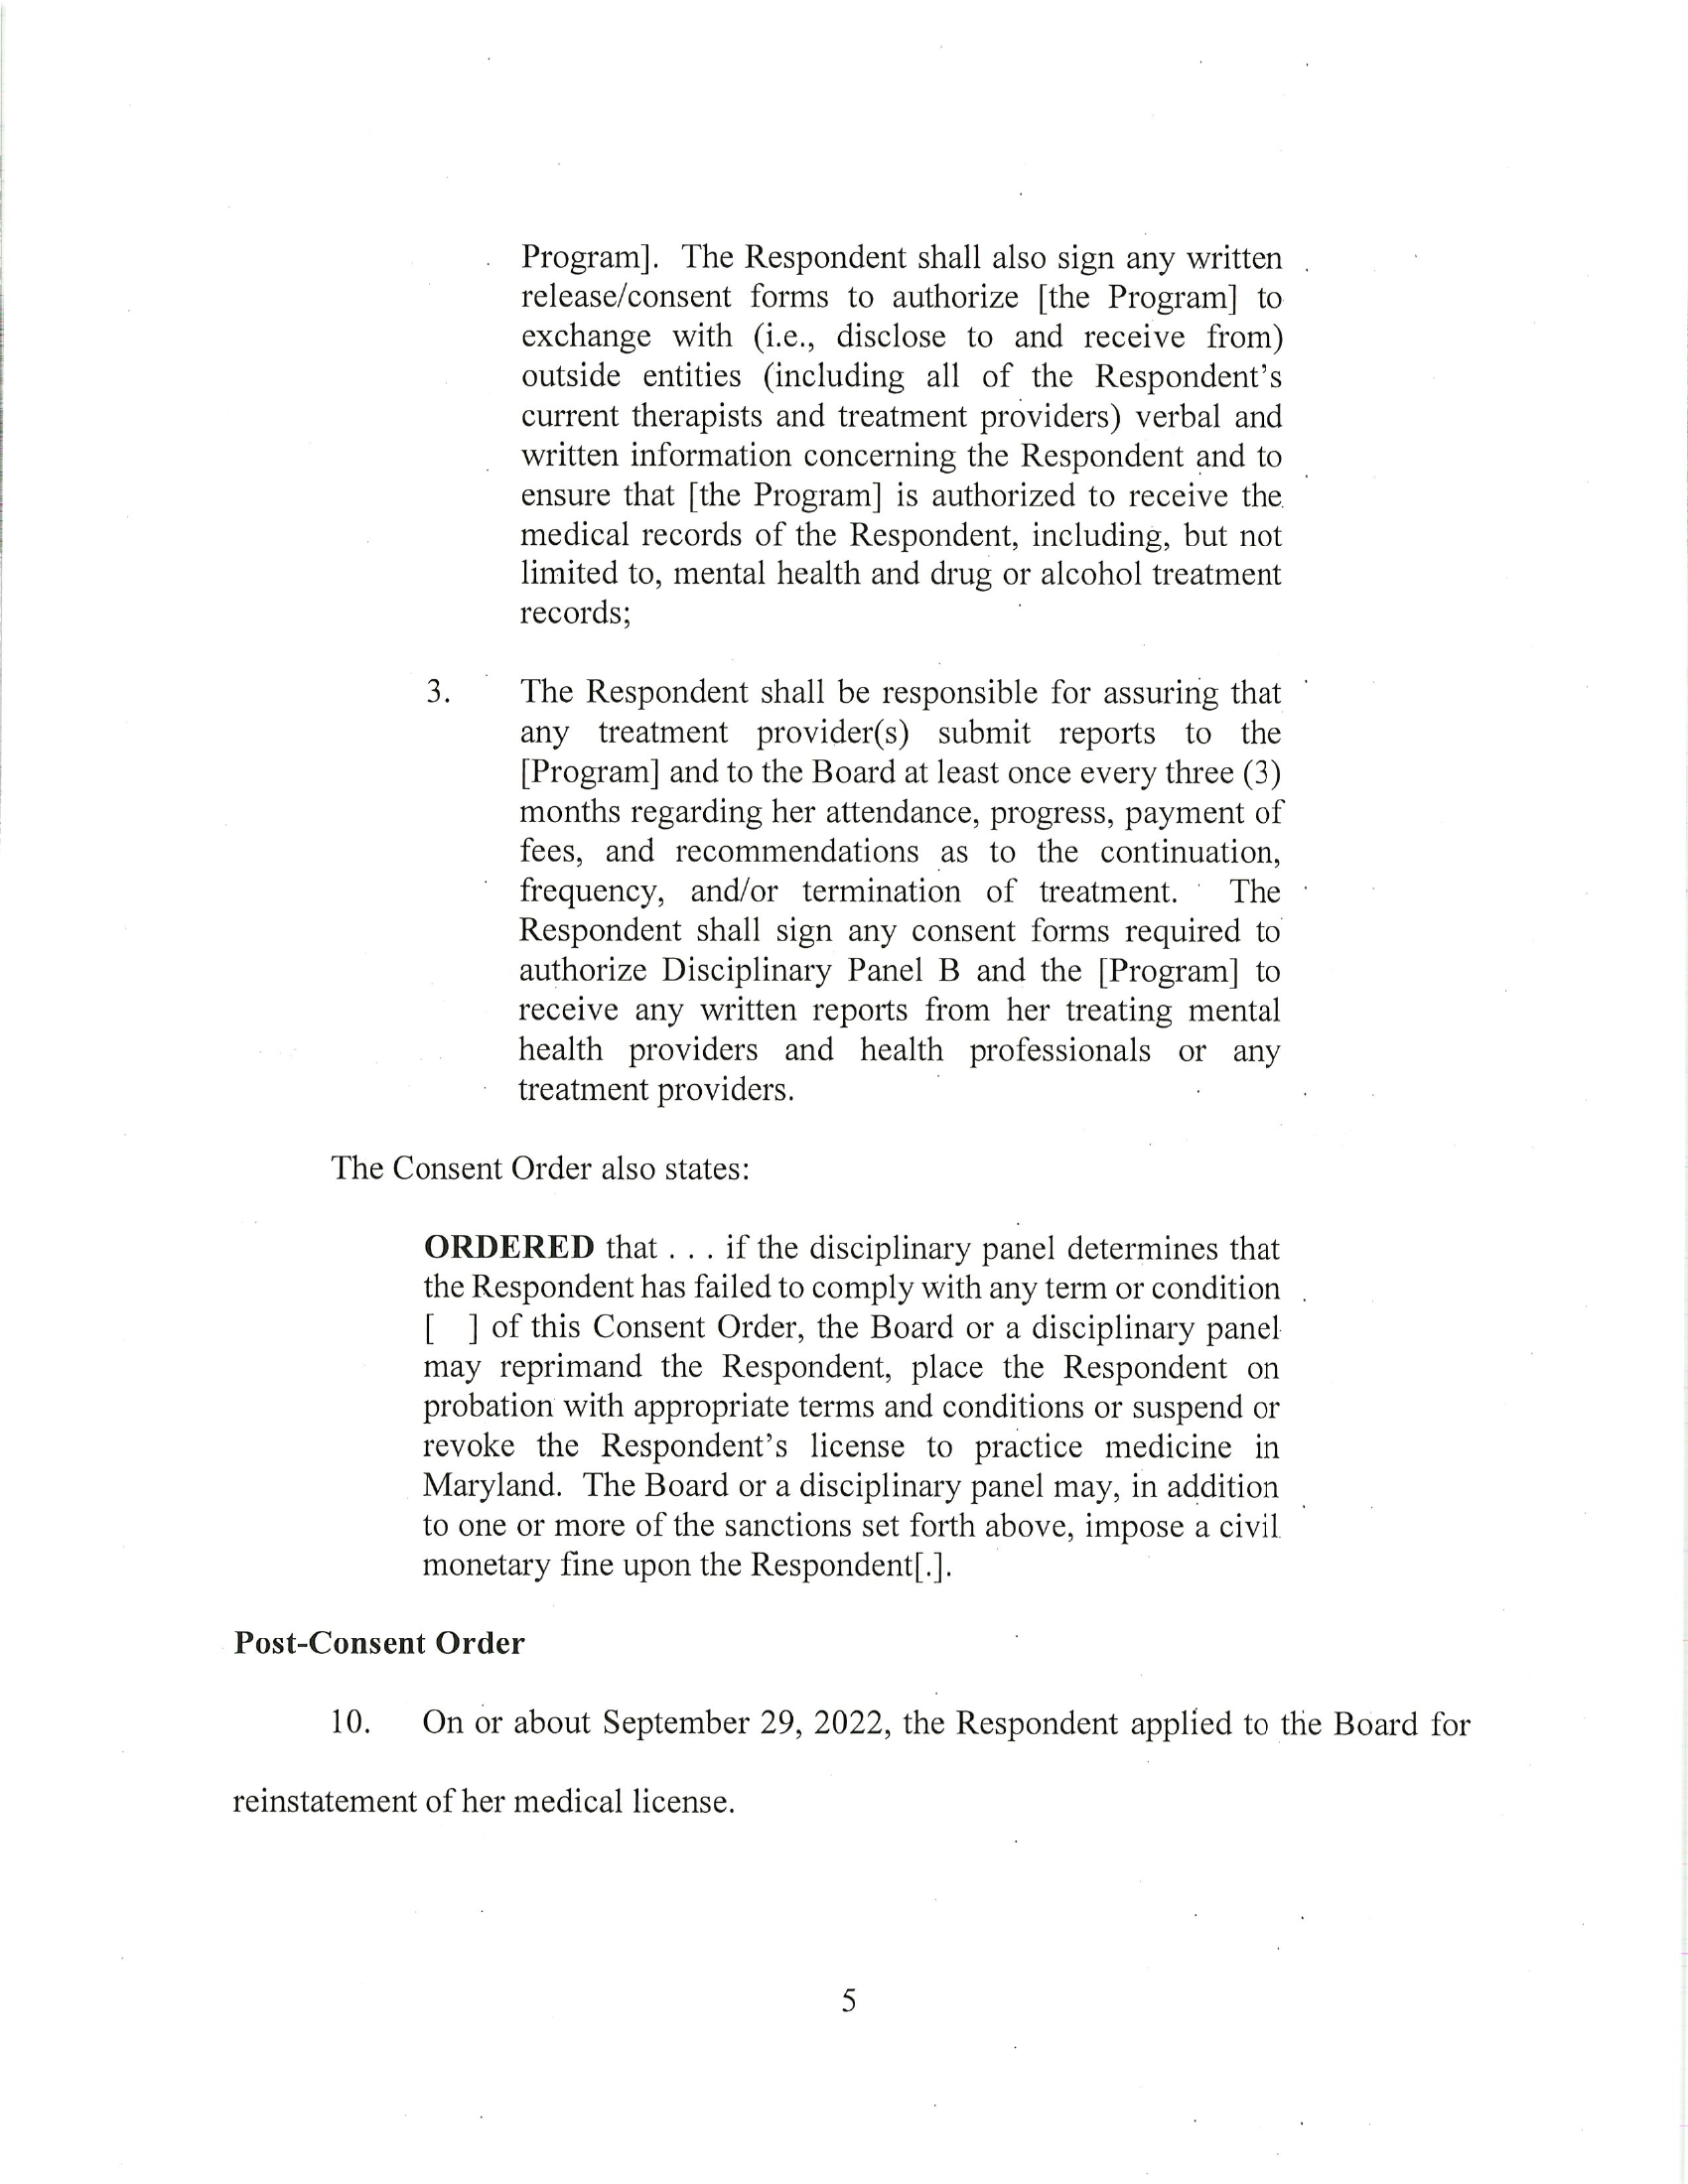 Program]. The Respondent shall also sign any written
release/consent forms to authorize [the Program] to
exchange with (i.e., disclose to and receive from)
outside entities (including all of the Respondent's
current therapists and treatment providers) verbal and
written information concerning the Respondent and to
ensure that [the Program] is authorized to receive the
medical records of the Respondent, including, but not
limited to, mental health and drug or alcohol treatment
records;
3. The Respondent shall be responsible for assuring that
any treatment provider(s) submit reports to the
[Program] and to the Board at least once every three (3)
months regarding her attendance, progress, payment of
fees, and recommendations as to the continuation,
frequency, and/or termination of treatment. The
Respondent shall sign any consent forms required to
authorize Disciplinary Panel B and the [Program] to
receive any written reports from her treating mental
health providers and health professionals or any
treatment providers.
The Consent Order also states:
ORDERED that . . . if the disciplinary panel determines that
the Respondent has failed to comply with any term or condition
[ ] of this Consent Order, the Board or a disciplinary panel
may reprimand the Respondent, place the Respondent on
probation with appropriate terms and conditions or suspend or
revoke the Respondent's license to practice medicine in
Maryland. The Board or a disciplinary panel may, in addition
to one or more of the sanctions set forth above, impose a civil
monetary fine upon the Respondent[.].
Post-Consent Order
10. On or about September 29, 2022, the Respondent applied to the Board for
reinstatement of her medical license.
5